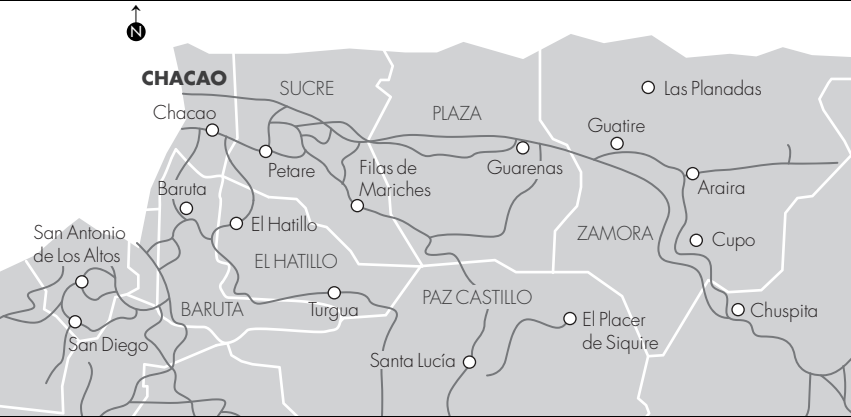 N
CHACAO
SUCRE
Las Planadas
Chacao
PLAZA
Guatire
Petare
Filas de
Mariches
Guarenas
Araira
Baruta
El Hatillo
San Antonio
de Los Altos
ZAMORA
Cupo
EL HATILLO
PAZ CASTILLO
BARUTA
Turgua
Chuspita
El Placer
de Siquire
San Diego
Santa Lucía